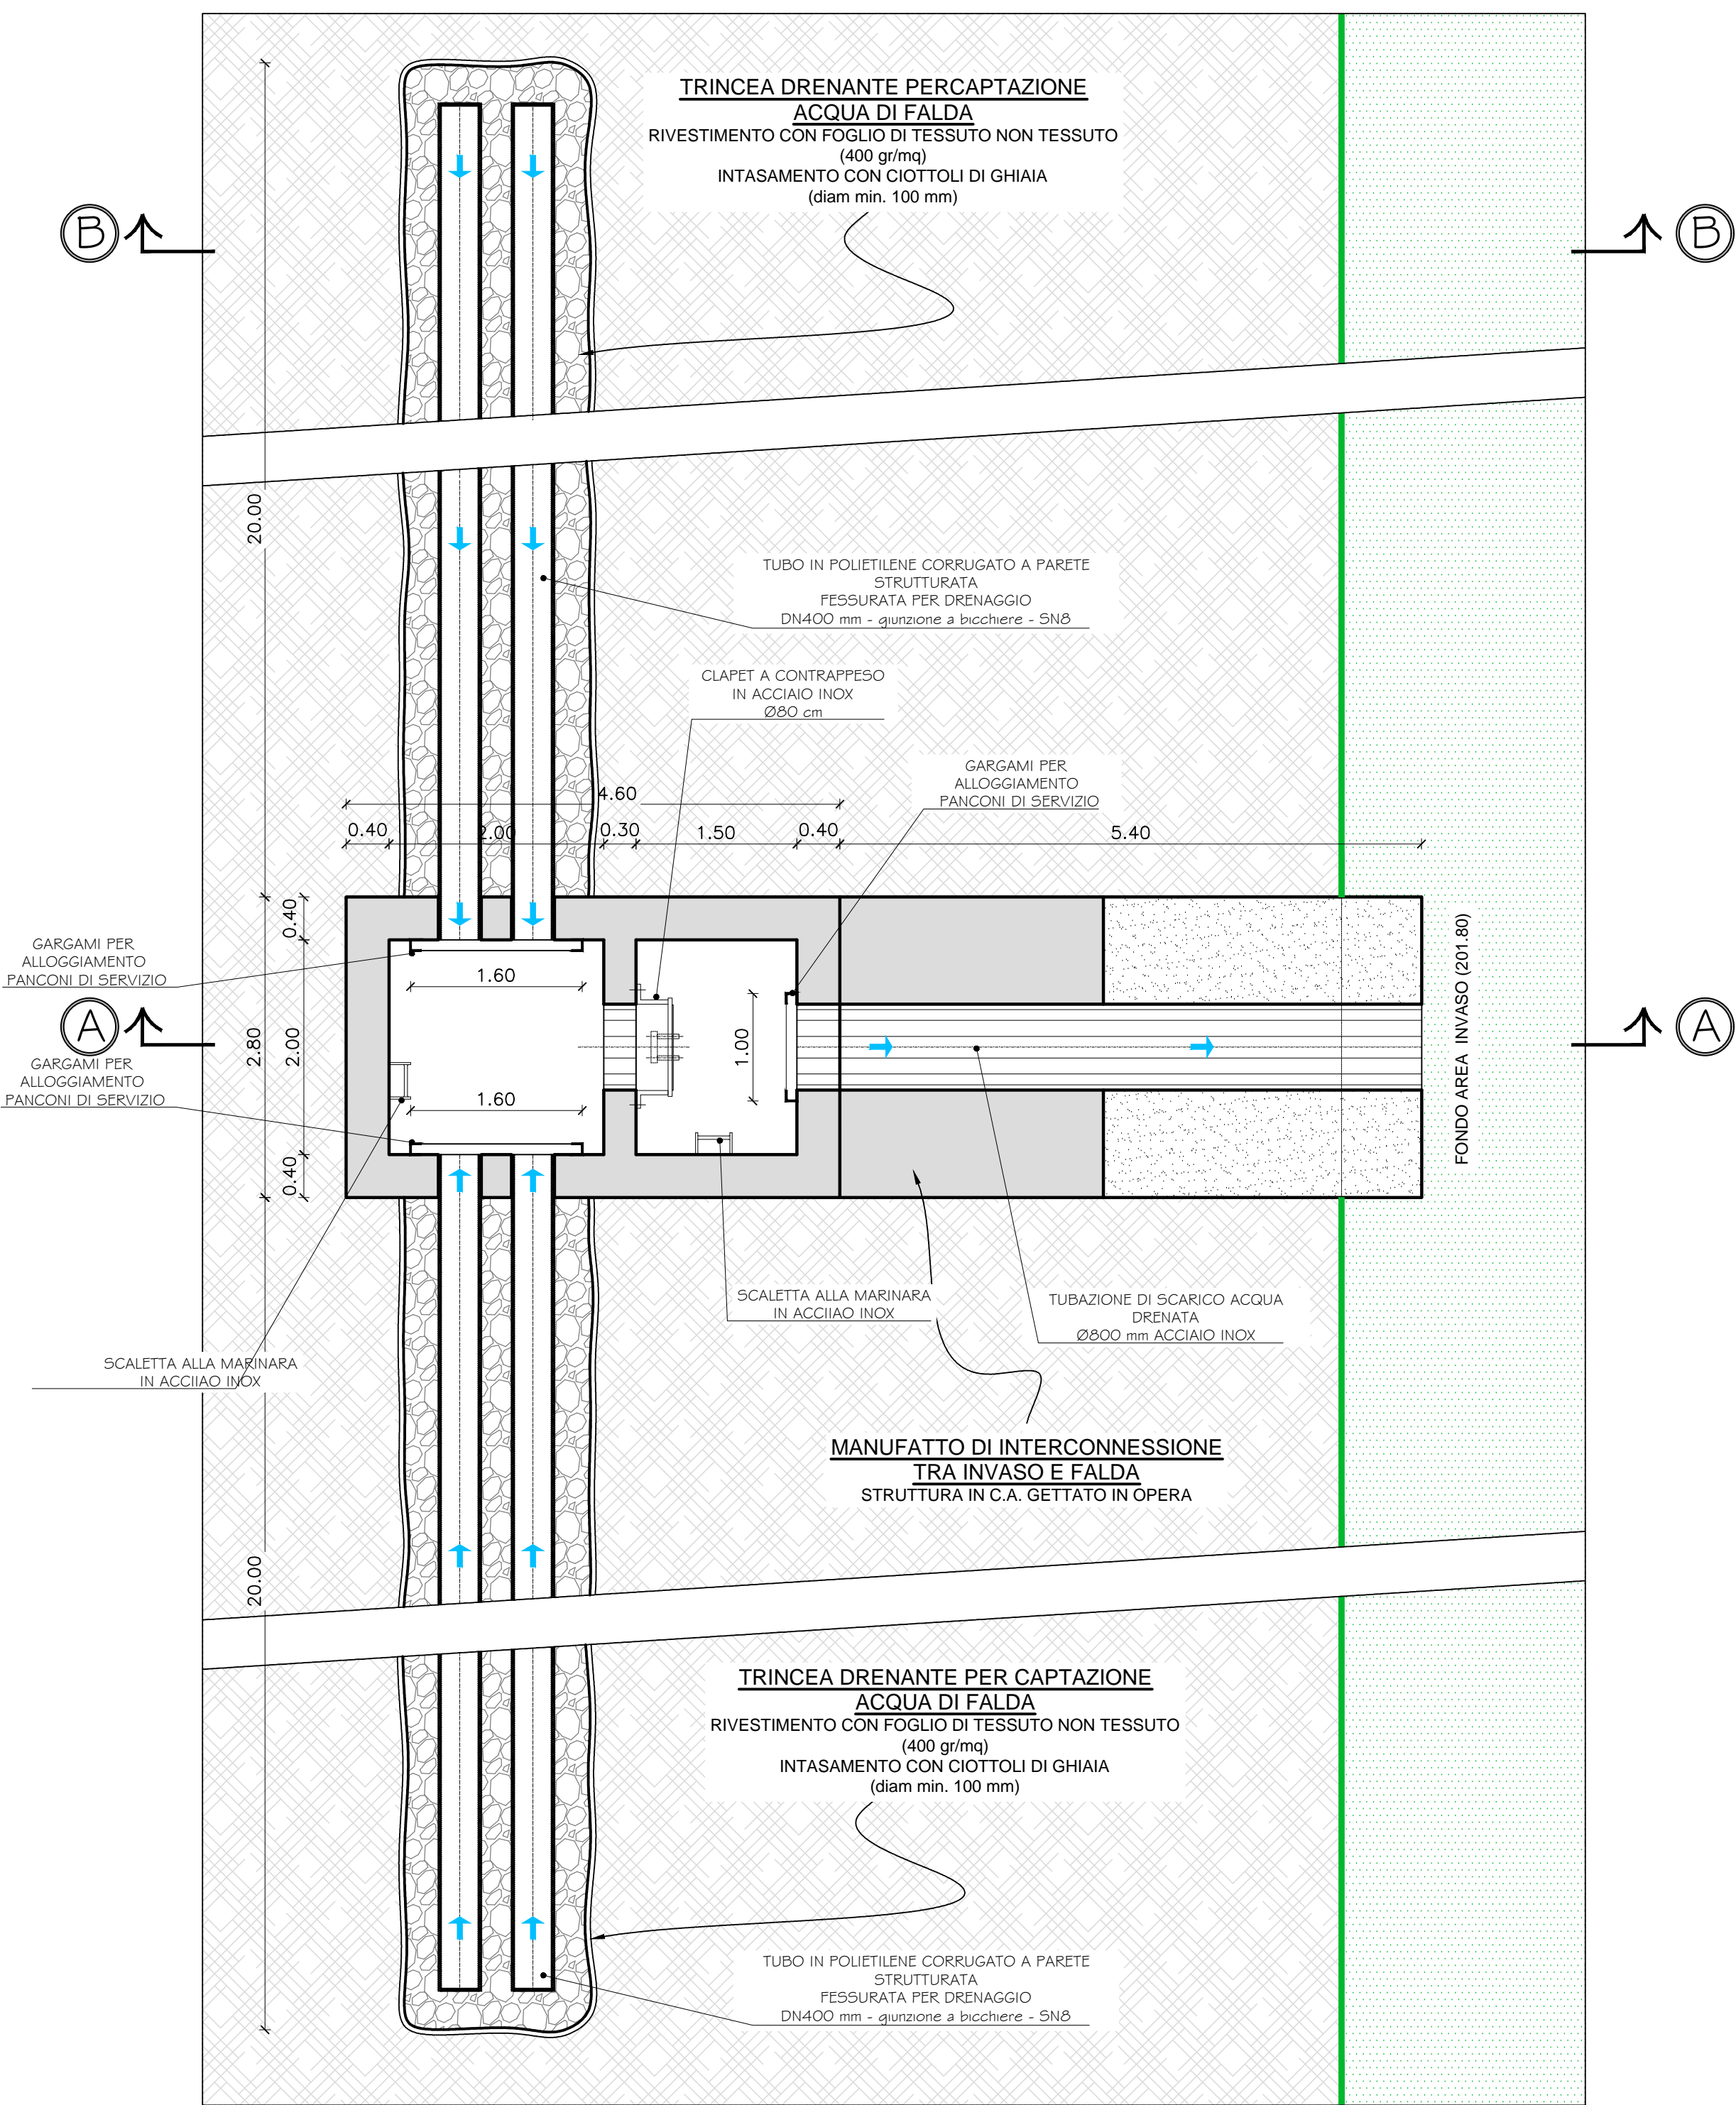 TRINCEA DRENANTE PERCAPTAZIONE
ACQUA DI FALDA
RIVESTIMENTO CON FOGLIO DI TESSUTO NON TESSUTO
(400 gr/mq)
INTASAMENTO CON CIOTTOLI DI GHIAIA
(diam min. 100 mm)
B
B
20.00
TUBO IN POLIETILENE CORRUGATO A PARETE
STRUTTURATA
FESSURATA PER DRENAGGIO
DN400 mm - giunzione a bicchiere - SN8
CLAPET A CONTRAPPESO
IN ACCIAIO INOX
Ø80 cm
GARGAMI PER
ALLOGGIAMENTO
PANCONI DI SERVIZIO
4.60
0.40
2.00
0.30
1.50
0.40
5.40
0.40
GARGAMI PER
ALLOGGIAMENTO
PANCONI DI SERVIZIO
1.60
A
2.80
2.00
1.00
FONDO AREA INVASO (201.80)
A
GARGAMI PER
ALLOGGIAMENTO
PANCONI DI SERVIZIO
1.60
0.40
SCALETTA ALLA MARINARA
IN ACCIIAO INOX
TUBAZIONE DI SCARICO ACQUA
DRENATA
Ø800 mm ACCIAIO INOX
SCALETTA ALLA MARINARA
IN ACCIIAO INOX
MANUFATTO DI INTERCONNESSIONE
TRA INVASO E FALDA
STRUTTURA IN C.A. GETTATO IN OPERA
20.00
TRINCEA DRENANTE PER CAPTAZIONE
ACQUA DI FALDA
RIVESTIMENTO CON FOGLIO DI TESSUTO NON TESSUTO
(400 gr/mq)
INTASAMENTO CON CIOTTOLI DI GHIAIA
(diam min. 100 mm)
TUBO IN POLIETILENE CORRUGATO A PARETE
STRUTTURATA
FESSURATA PER DRENAGGIO
DN400 mm - giunzione a bicchiere - SN8